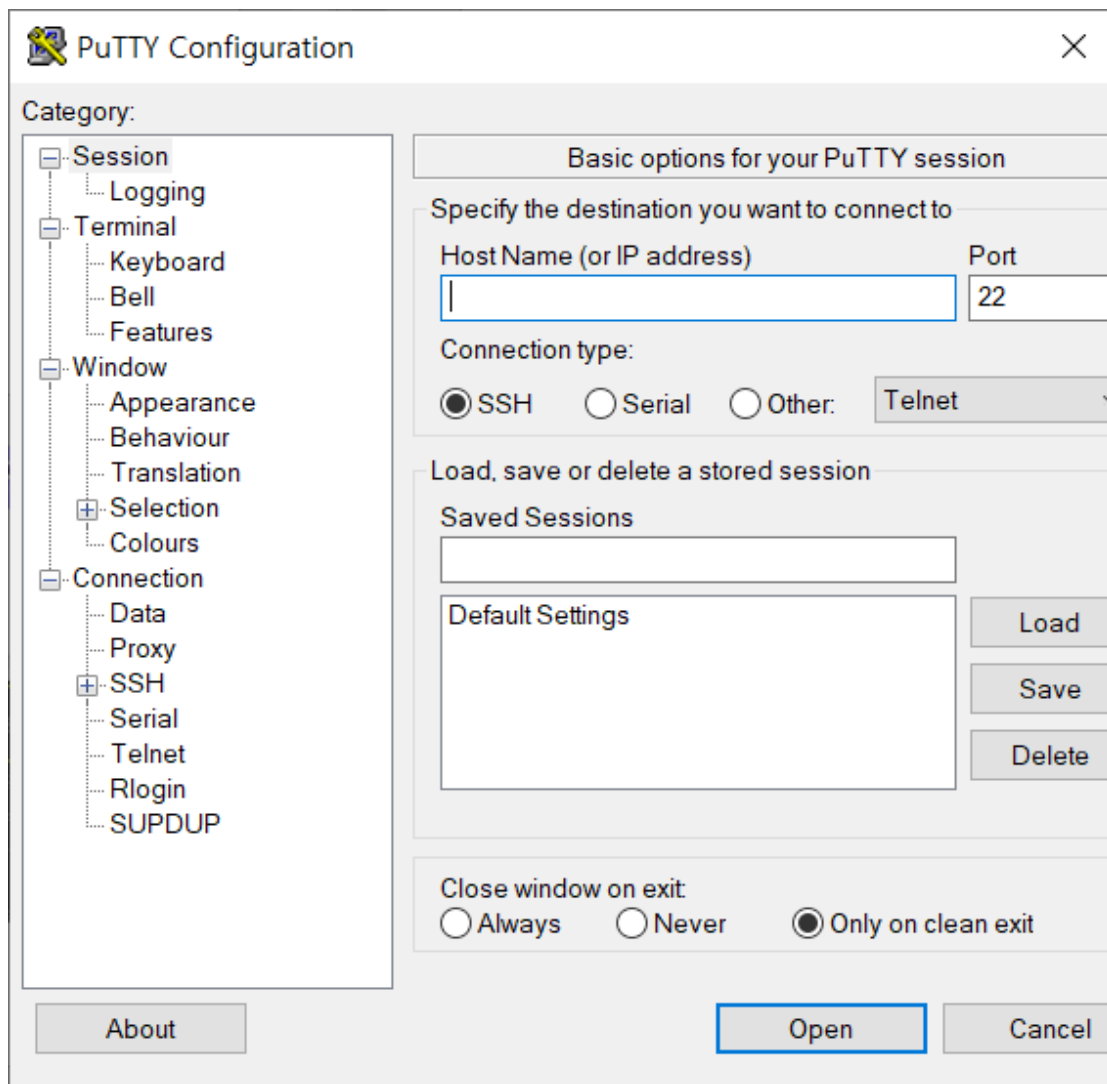 PuTTY Configuration
Category:
Session
Logging
Terminal
Keyboard
Bell
Features
Window
Appearance
Behaviour
Translation
Selection
Colours
Connection
Data
Proxy
SSH
Serial
Telnet
Rlogin
SUPDUP
Basic options for your PuTTY session
Specify the destination you want to connect to
Host Name (or IP address) Port
22
Connection type:
SSH Serial Other: Telnet
Load, save or delete a stored session
Saved Sessions
Default Settings
Load
Save
Delete
Close window on exit:
Always Never Only on clean exit
About Open Cancel